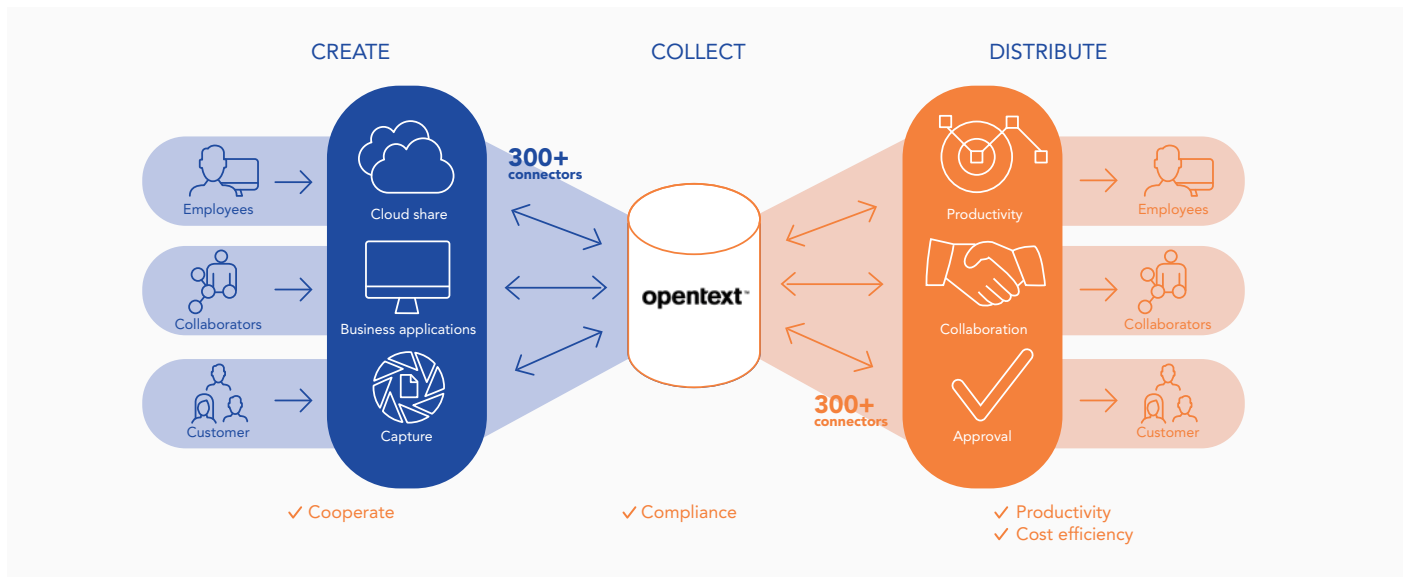 CREATE
COLLECT
DISTRIBUTE
300+
connectors
Employees
Cloud share
Productivity
Employees
opentext™
Collaborators
Business applications
Collaboration
Collaborators
300+
connectors
Customer
Capture
Approval
Customer
Cooperate
Compliance
Productivity
Cost efficiency